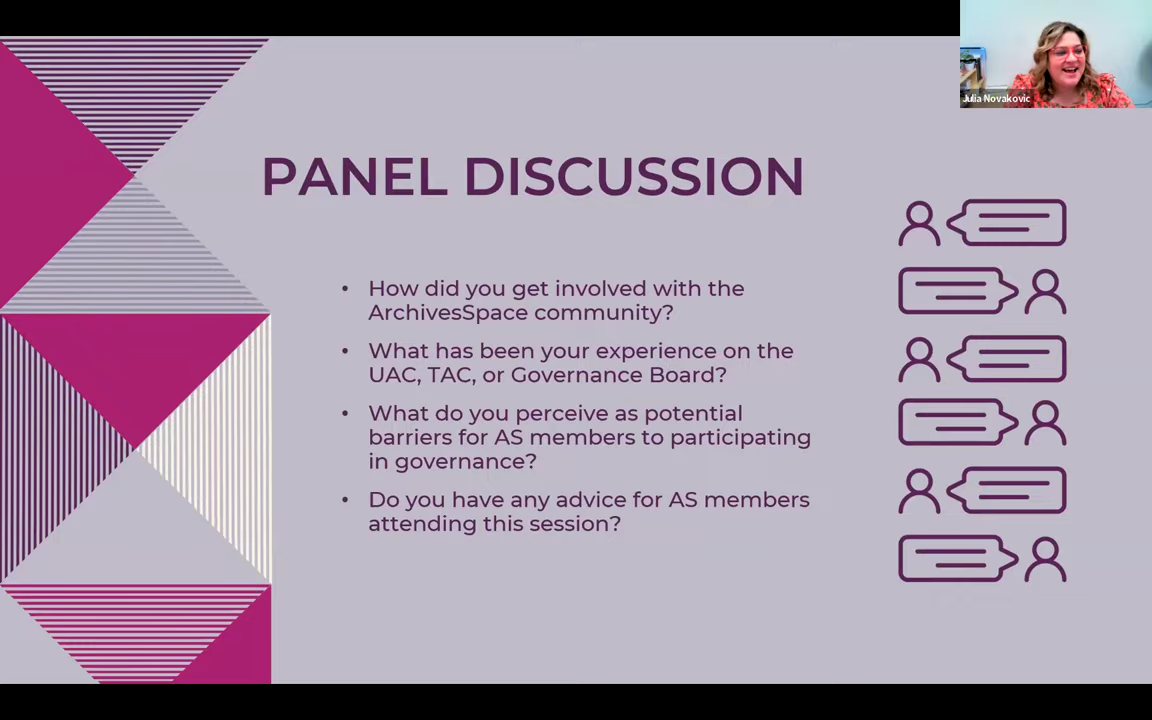 Julia Novakovic
PANEL DISCUSSION
• How did you get involved with the
ArchivesSpace community?
• What has been your experience on the
UAC, TAC, or Governance Board?
• What do you perceive as potential
barriers for AS members to participating
in governance?
• Do you have any advice for AS members
attending this session?